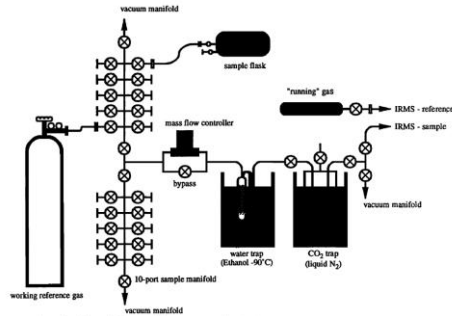 vacuum manifold
sample flask
"running" gas
IRMS - reference
IRMS - sample
mass flow controller
bypass
vacuum manifold
water trap
(Ethanol -90°C)
CO2 trap
(liquid N2)
10-port sample manifold
working reference gas
vacuum manifold